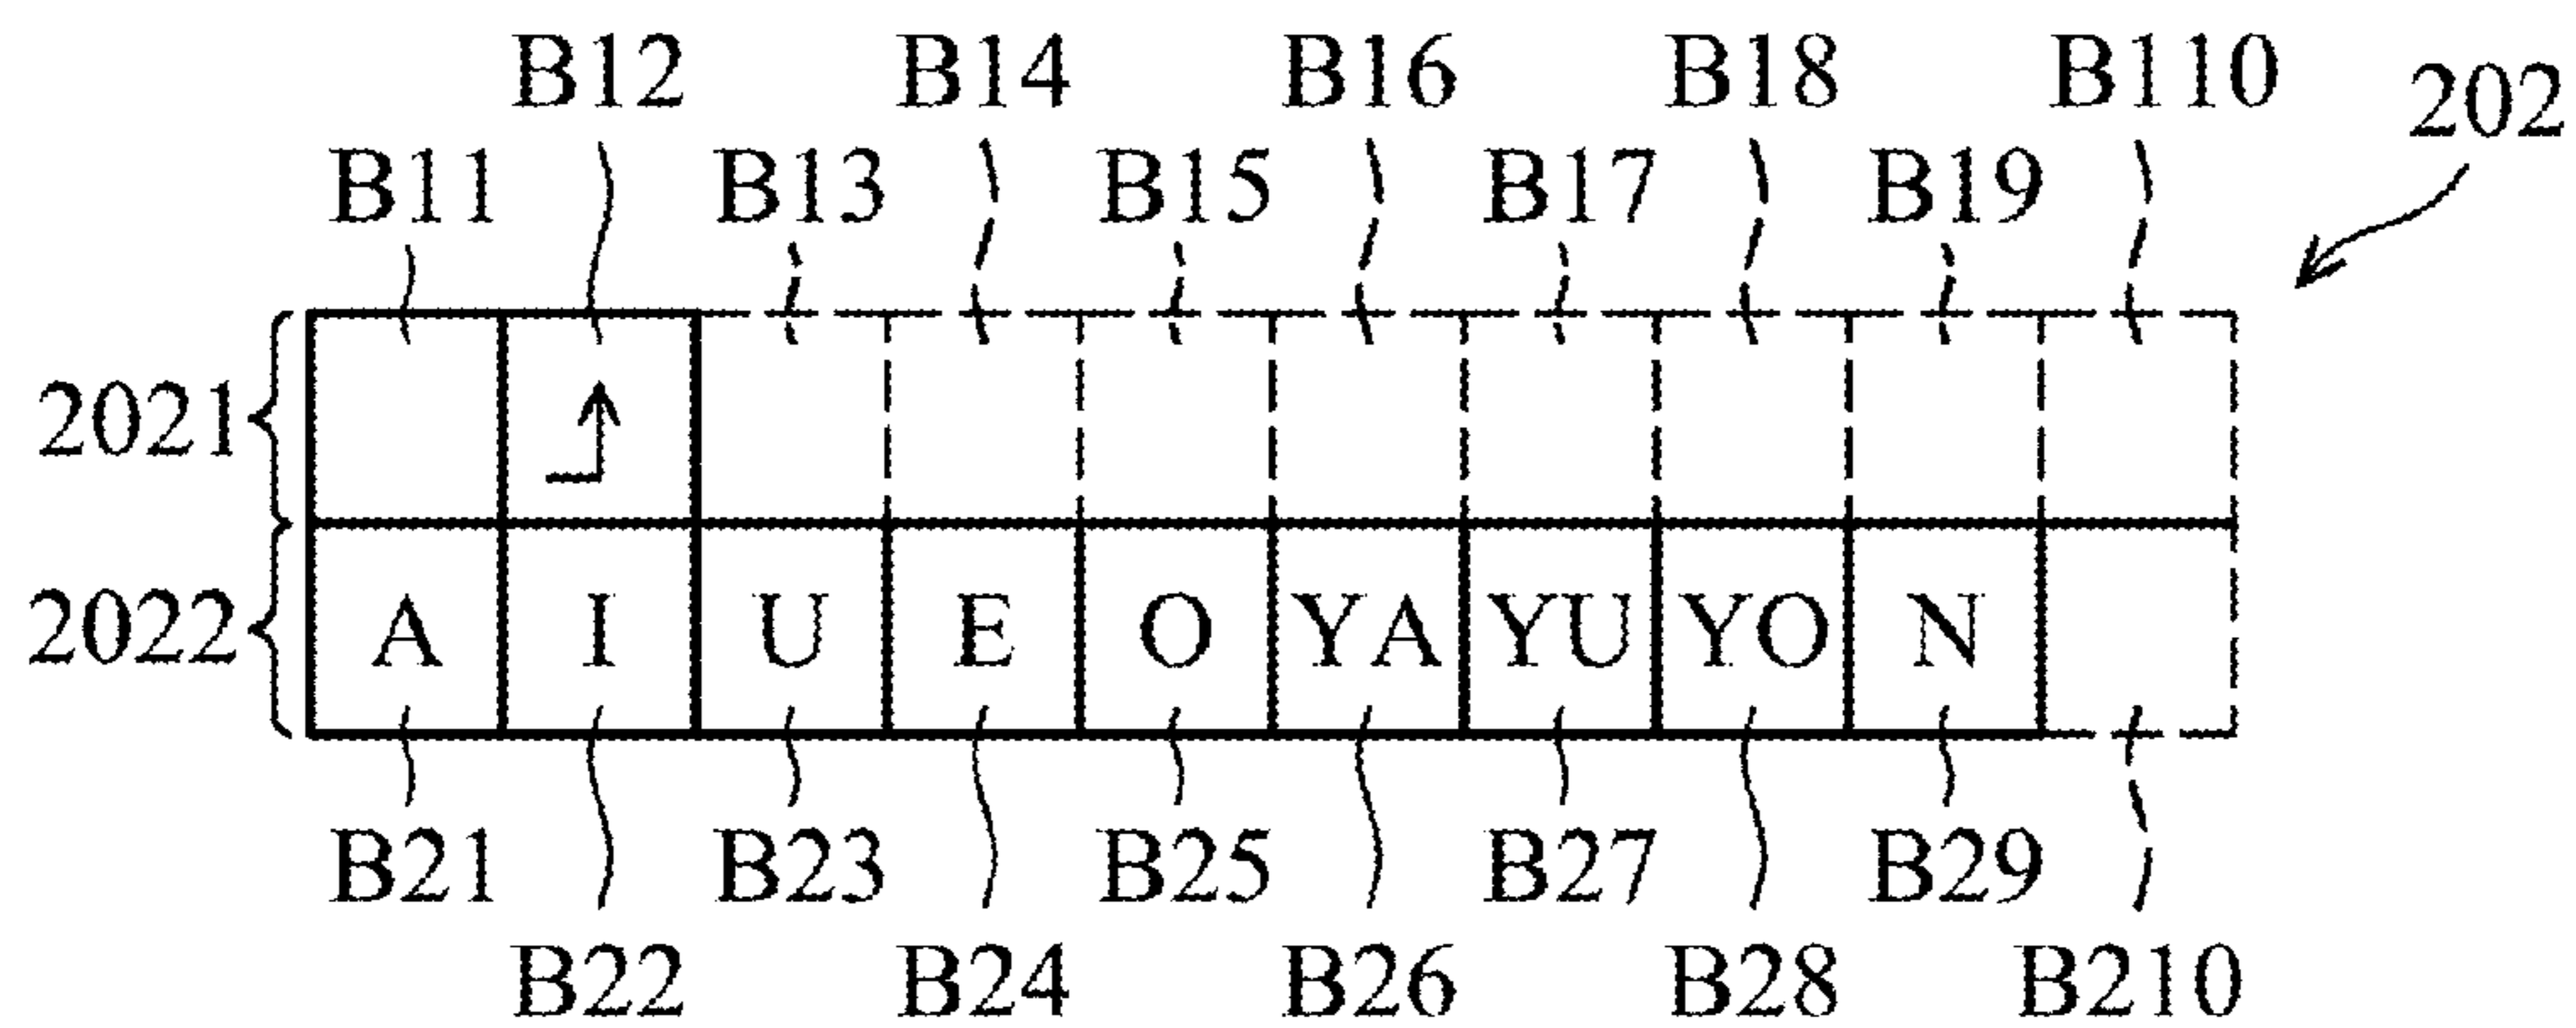 B12 B14 B16 B18 B110 202
B11 B13 B15 B17 B19
2021
2022 A I U E O YA YU YO N
B21 B23 B25 B27 B29
B22 B24 B26 B28 B210